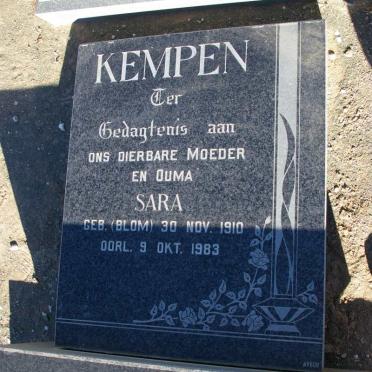 KEMPEN
Ter
Gedagtenis aan
ONS DIERBARE MOEDER
EN OUMA
SARA
GEB. (BLOM) 30 NOV. 1910
OORL. 9 OKT. 1983